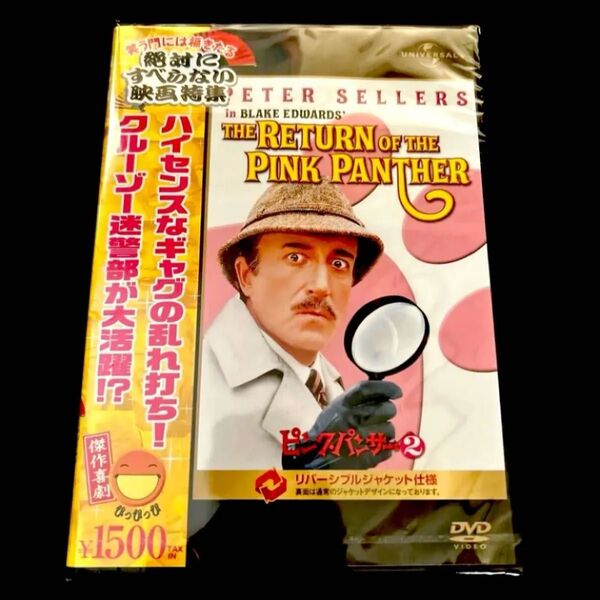 笑う門には福きたる
絶対に
すべらない
映画特集
ハイセンスなギャグの乱れ打ち！
クルーゾー迷警部が大活躍!?
傑作喜劇
ぴっぴっぴ
¥1500 TAX IN
UNIVERSAL
PETER SELLERS
in BLAKE EDWARDS'
THE RETURN OF THE
PINK PANTHER
ピンク・パンサー2
リバーシブルジャケット仕様
裏面は通常のジャケットデザインになっております。
DVD
VIDEO